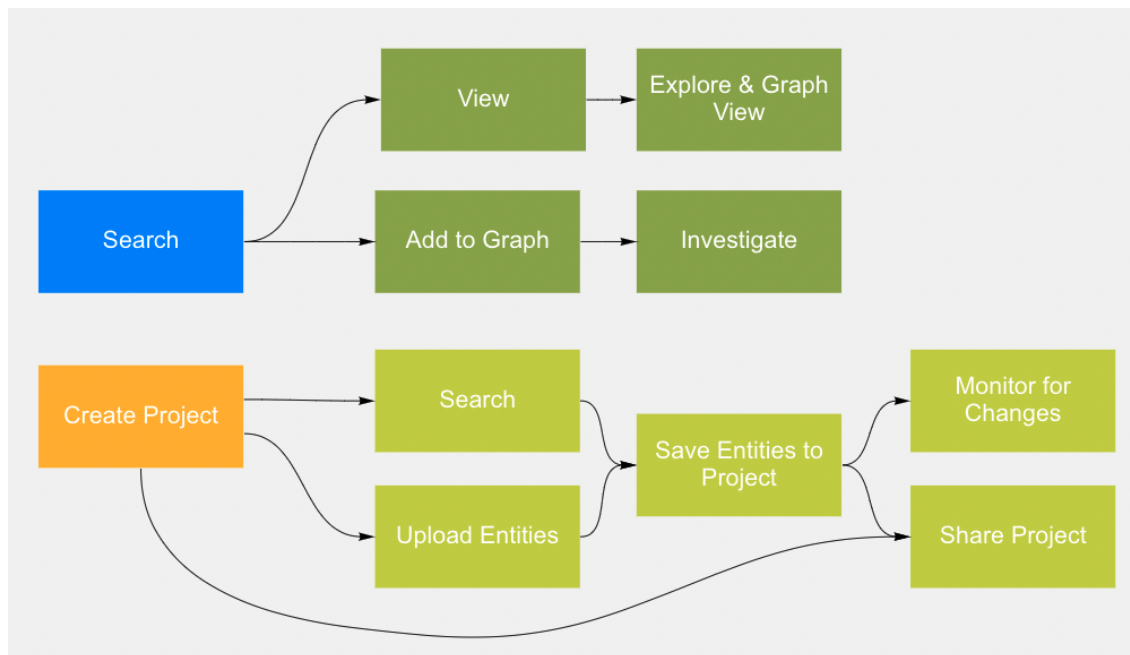 View
Explore & Graph
View
Search
Add to Graph
Investigate
Create Project
Search
Upload Entities
Save Entities to
Project
Monitor for
Changes
Share Project